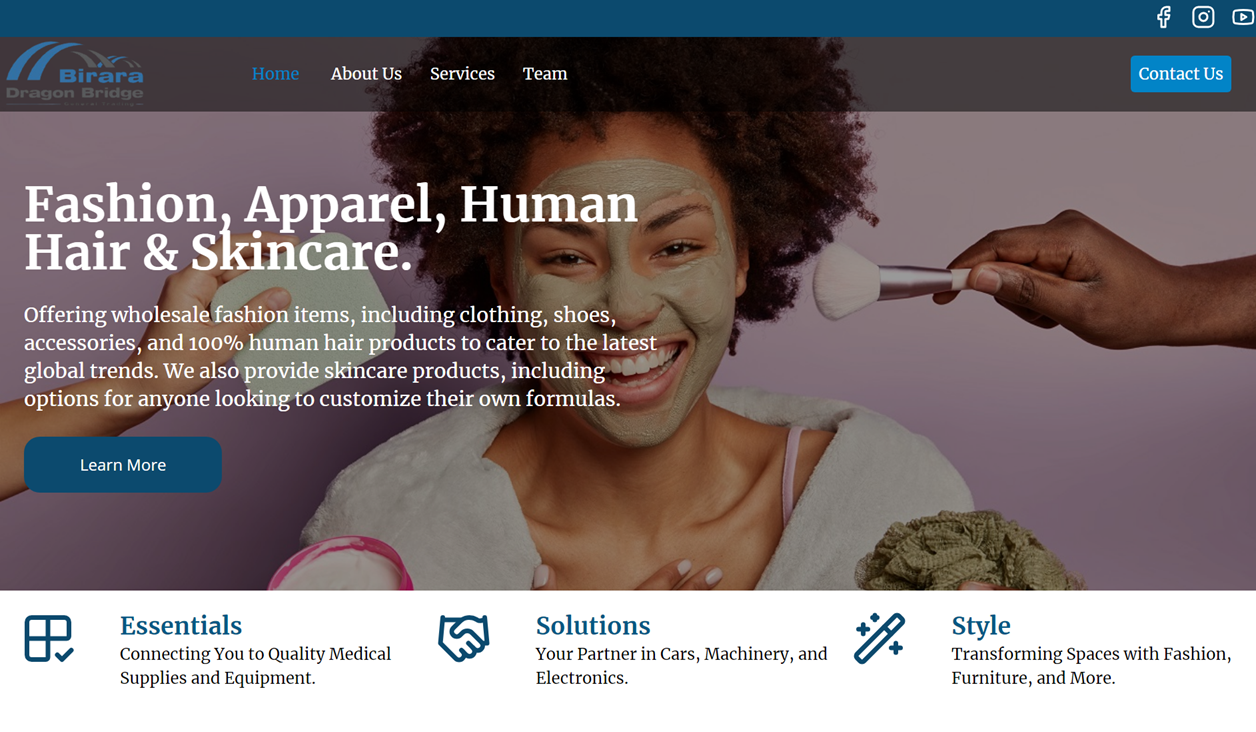 Birara
Dragon Bridge
Home
About Us
Services
Team
Contact Us
Fashion, Apparel, Human
Hair & Skincare.
Offering wholesale fashion items, including clothing, shoes,
accessories, and 100% human hair products to cater to the latest
global trends. We also provide skincare products, including
options for anyone looking to customize their own formulas.
Learn More
Essentials
Connecting You to Quality Medical
Supplies and Equipment.
Solutions
Your Partner in Cars, Machinery, and
Electronics.
Style
Transforming Spaces with Fashion,
Furniture, and More.